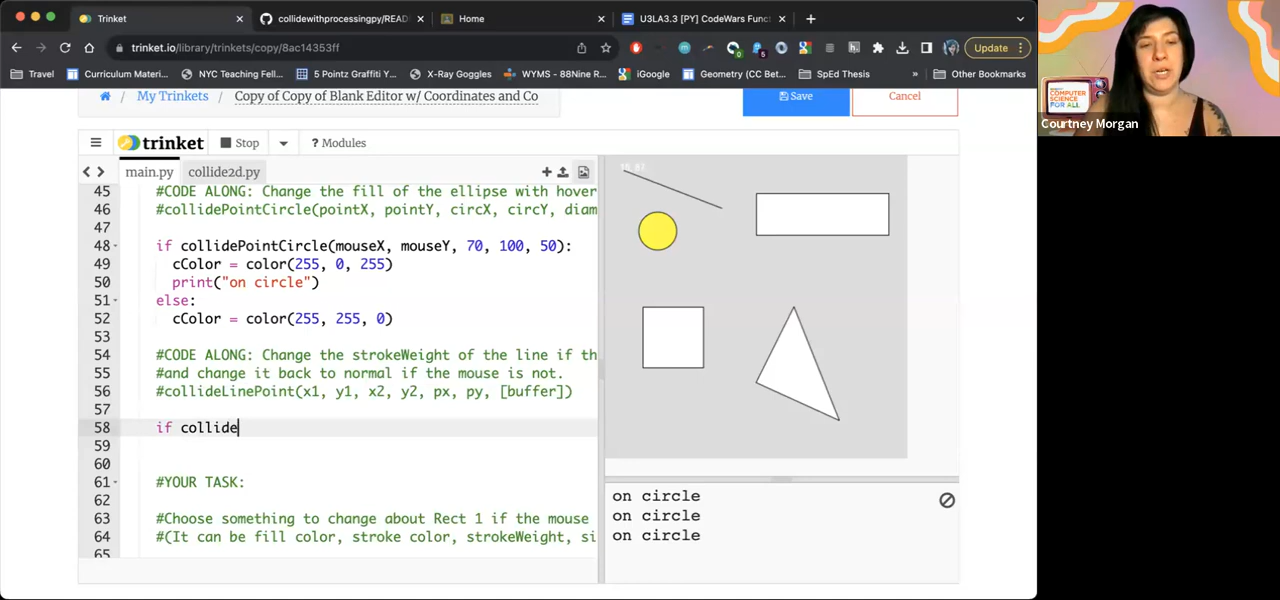 Trinket
collidewithprocessingpy/READ
Home
U3LA3.3 [PY] CodeWars Func
trinket.io/library/trinkets/copy/8ac14353ff
Update
Travel
Curriculum Materi...
NYC Teaching Fell...
5 Pointz Graffiti Y...
X-Ray Goggles
WYMS - 88Nine R...
iGoogle
Geometry (CC Bet...
SpEd Thesis
»
Other Bookmarks
COMPUTER
SCIENCE
FOR ALL
Courtney Morgan
/ My Trinkets / Copy of Copy of Blank Editor w/ Coordinates and Co
Save
Cancel
trinket
Stop
? Modules
main.py
collide2d.py
45 #CODE ALONG: Change the fill of the ellipse with hover
46 #collidePointCircle(pointX, pointY, circX, circY, diam
47
48 if collidePointCircle(mouseX, mouseY, 70, 100, 50):
49 cColor = color(255, 0, 255)
50 print("on circle")
51 else:
52 cColor = color(255, 255, 0)
53
54 #CODE ALONG: Change the strokeWeight of the line if th
55 #and change it back to normal if the mouse is not.
56 #collideLinePoint(x1, y1, x2, y2, px, py, [buffer])
57
58 if collide
59
60
61 #YOUR TASK:
62
63 #Choose something to change about Rect 1 if the mouse
64 #(It can be fill color, stroke color, strokeWeight, si
65
on circle
on circle
on circle